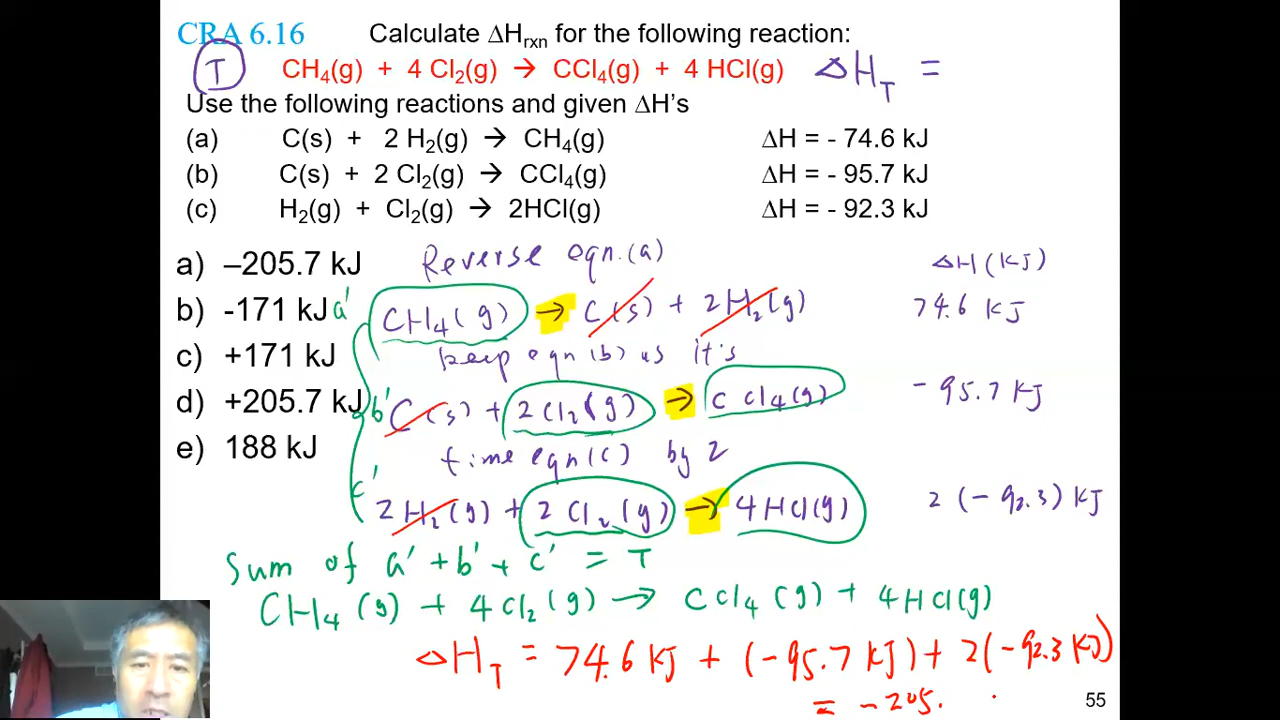 CRA 6.16 Calculate ΔHrxn for the following reaction:
T CH4(g) + 4 Cl2(g) → CCl4(g) + 4 HCl(g) ΔHT =
Use the following reactions and given ΔH's
(a) C(s) + 2 H2(g) → CH4(g) ΔH = - 74.6 kJ
(b) C(s) + 2 Cl2(g) → CCl4(g) ΔH = - 95.7 kJ
(c) H2(g) + Cl2(g) → 2HCl(g) ΔH = - 92.3 kJ
a) –205.7 kJ Reverse eqn.(a) ΔH(KJ)
b) -171 kJ a' CH4(g) → C(s) + 2H2(g) 74.6 KJ
c) +171 kJ keep eqn(b) as it's
d) +205.7 kJ b' C(s) + 2Cl2(g) → CCl4(g) -95.7 KJ
e) 188 kJ time eqn(c) by 2
c' 2H2(g) + 2Cl2(g) → 4HCl(g) 2(-92.3) KJ
Sum of a' + b' + c' = T
CH4(g) + 4Cl2(g) → CCl4(g) + 4HCl(g)
ΔHT = 74.6 KJ + (-95.7 KJ) + 2(-92.3 KJ)
= -205.
55